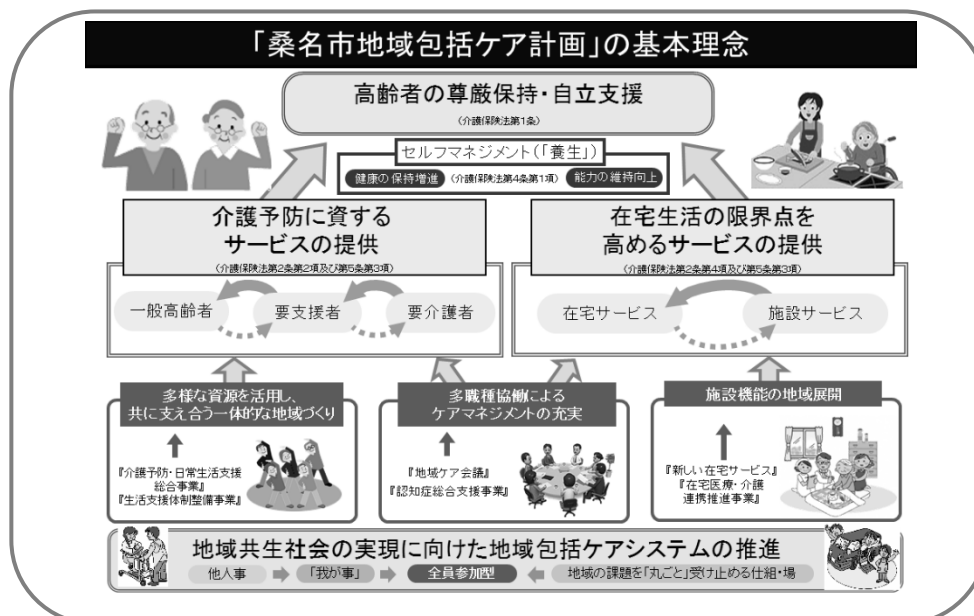 「桑名市地域包括ケア計画」の基本理念
高齢者の尊厳保持・自立支援
(介護保険法第1条)
セルフマネジメント(「養生」)
健康の保持増進 (介護保険法第4条第1項) 能力の維持向上
介護予防に資する
サービスの提供
(介護保険法第2条第2項及び第5条第3項)
一般高齢者 要支援者 要介護者
在宅生活の限界点を
高めるサービスの提供
(介護保険法第2条第4項及び第5条第3項)
在宅サービス 施設サービス
多様な資源を活用し、
共に支え合う一体的な地域づくり
『介護予防・日常生活支援
総合事業』
『生活支援体制整備事業』
多職種協働による
ケアマネジメントの充実
『地域ケア会議』
『認知症総合支援事業』
施設機能の地域展開
『新しい在宅サービス』
『在宅医療・介護
連携推進事業』
地域共生社会の実現に向けた地域包括ケアシステムの推進
他人事 「我が事」 全員参加型 地域の課題を「丸ごと」受け止める仕組・場